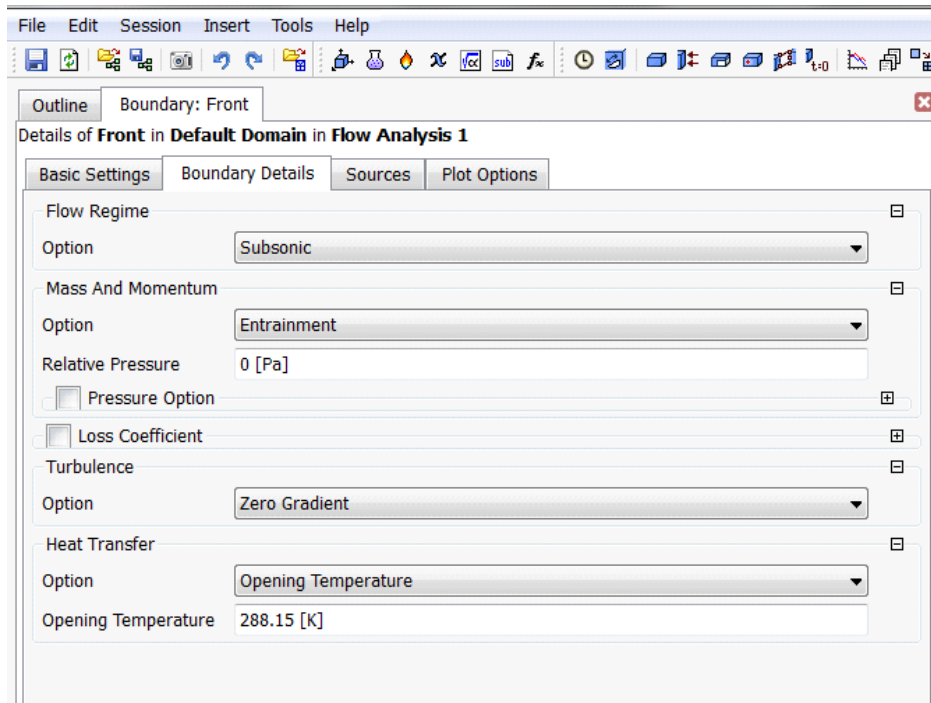 File Edit Session Insert Tools Help
√α sub f× t=0
Outline Boundary: Front
Details of Front in Default Domain in Flow Analysis 1
Basic Settings Boundary Details Sources Plot Options
Flow Regime
Option Subsonic
Mass And Momentum
Option Entrainment
Relative Pressure 0 [Pa]
Pressure Option
Loss Coefficient
Turbulence
Option Zero Gradient
Heat Transfer
Option Opening Temperature
Opening Temperature 288.15 [K]